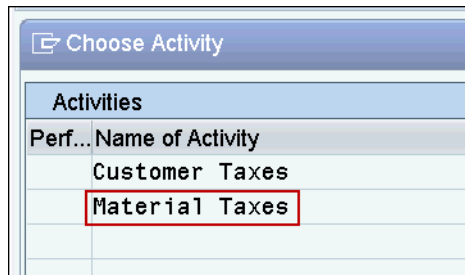 Choose Activity
Activities
Perf... Name of Activity
Customer Taxes
Material Taxes